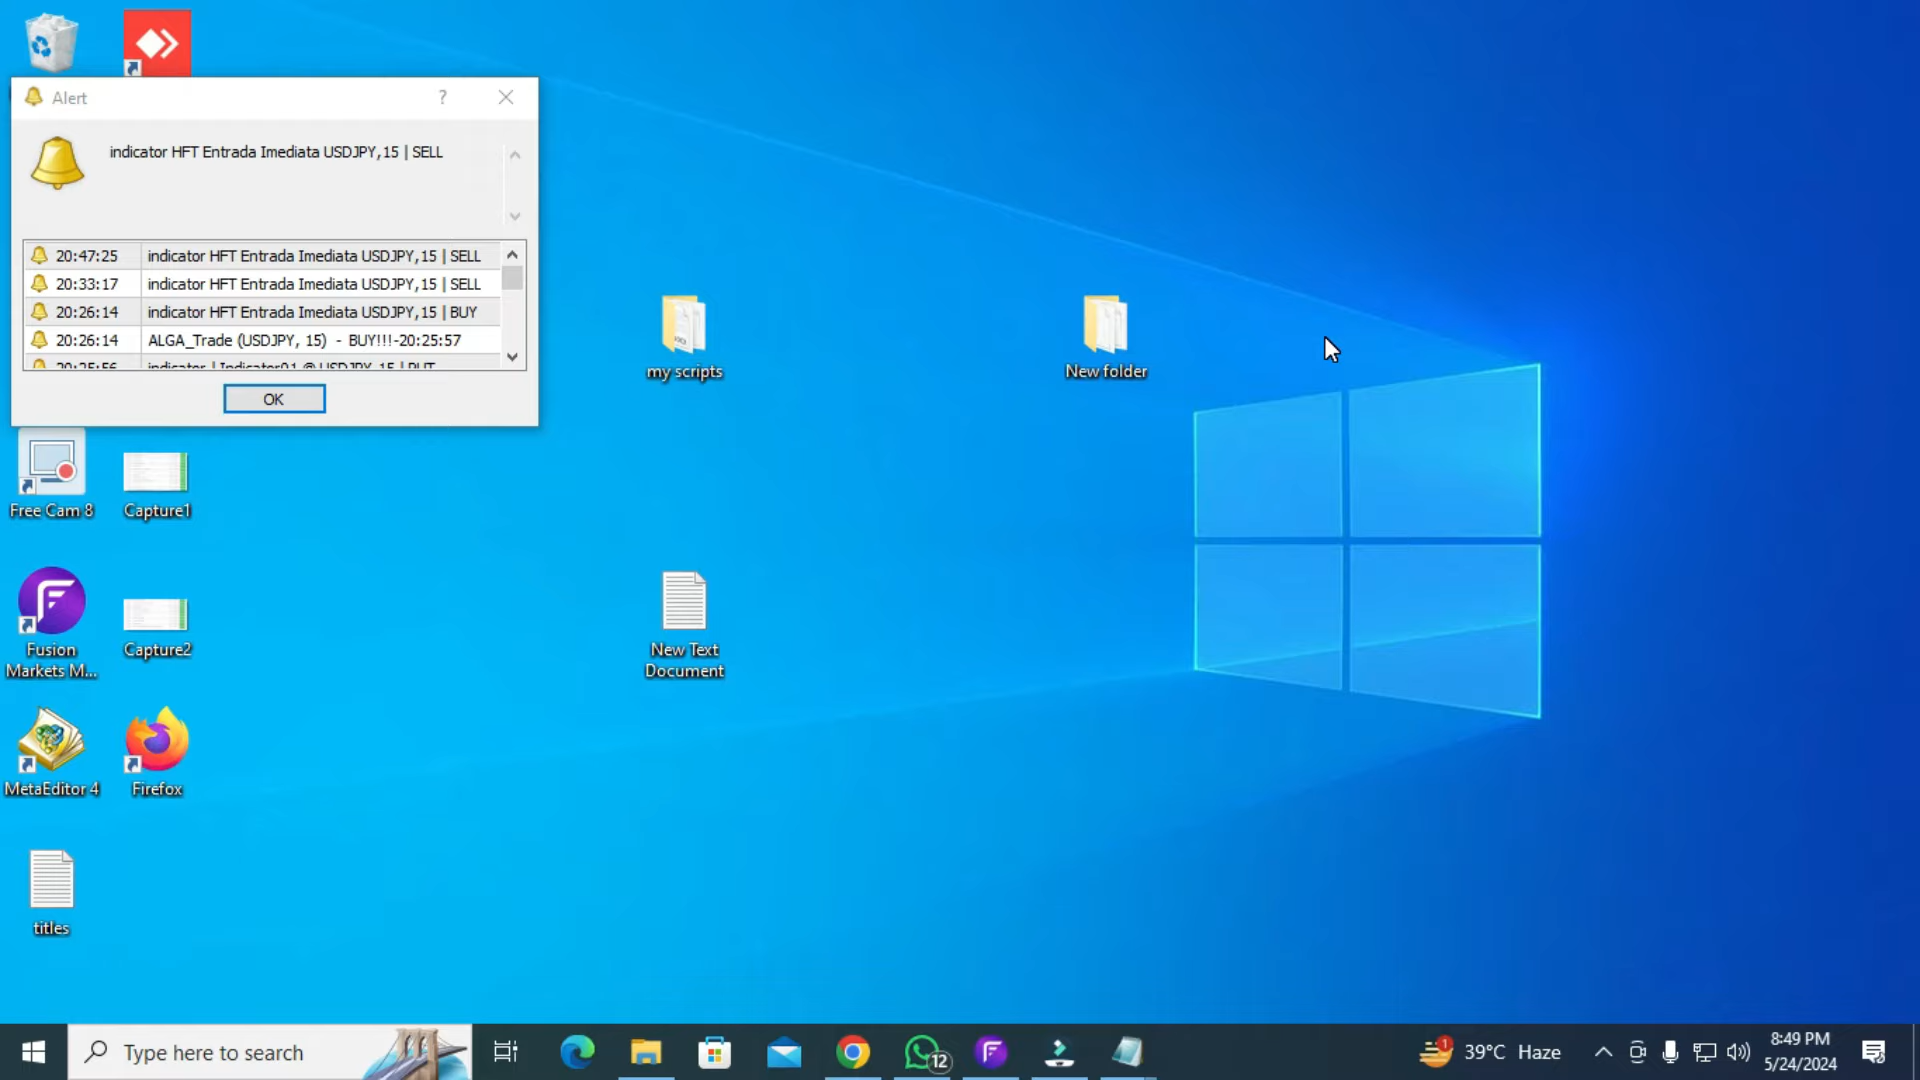 Alert
?
indicator HFT Entrada Imediata USDJPY,15 | SELL
20:47:25 indicator HFT Entrada Imediata USDJPY,15 | SELL
20:33:17 indicator HFT Entrada Imediata USDJPY,15 | SELL
20:26:14 indicator HFT Entrada Imediata USDJPY,15 | BUY
20:26:14 ALGA_Trade (USDJPY, 15) - BUY!!!-20:25:57
OK
my scripts
New folder
Free Cam 8
Capture1
New Text
Document
Fusion
Markets M...
Capture2
MetaEditor 4
Firefox
titles
Type here to search
12
1
39°C Haze
8:49 PM
5/24/2024